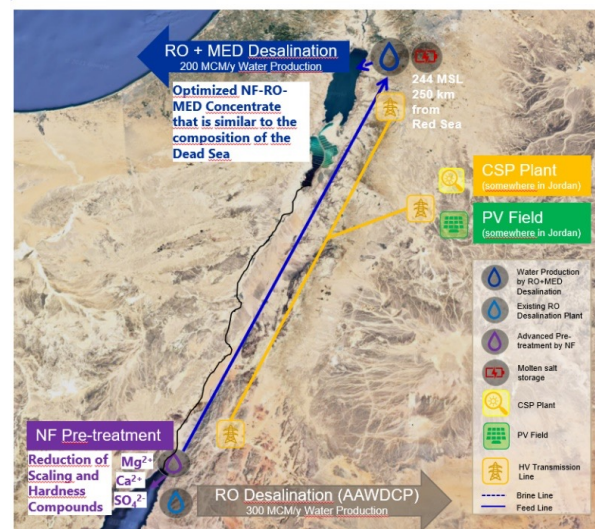 RO + MED Desalination
200 MCM/y Water Production
Optimized NF-RO-
MED Concentrate
that is similar to the
composition of the
Dead Sea
244 MSL
250 km
from
Red Sea
CSP Plant
(somewhere in Jordan)
PV Field
(somewhere in Jordan)
Water Production
by RO+MED
Desalination
Existing RO
Desalination Plant
Advanced Pre-
treatment by NF
Molten salt
storage
CSP Plant
PV Field
HV Transmission
Line
Brine Line
Feed Line
NF Pre-treatment
Reduction of
Scaling and
Hardness
Compounds
Mg²⁺
Ca²⁺
SO₄²⁻
RO Desalination (AAWDCP)
300 MCM/y Water Production